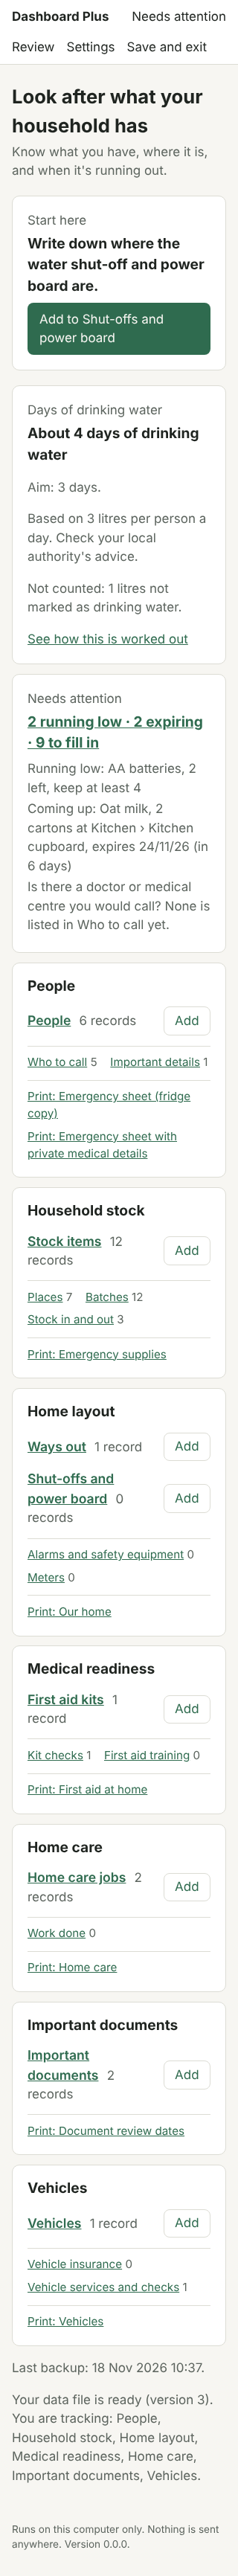 Dashboard Plus
Needs attention
Review
Settings
Save and exit
Look after what your
household has
Know what you have, where it is,
and when it's running out.
Start here
Write down where the
water shut-off and power
board are.
Add to Shut-offs and
power board
Days of drinking water
About 4 days of drinking
water
Aim: 3 days.
Based on 3 litres per person a
day. Check your local
authority's advice.
Not counted: 1 litres not
marked as drinking water.
See how this is worked out
Needs attention
2 running low · 2 expiring
· 9 to fill in
Running low: AA batteries, 2
left, keep at least 4
Coming up: Oat milk, 2
cartons at Kitchen › Kitchen
cupboard, expires 24/11/26 (in
6 days)
Is there a doctor or medical
centre you would call? None is
listed in Who to call yet.
People
People 6 records
Add
Who to call 5 Important details 1
Print: Emergency sheet (fridge
copy)
Print: Emergency sheet with
private medical details
Household stock
Stock items 12
records
Add
Places 7 Batches 12
Stock in and out 3
Print: Emergency supplies
Home layout
Ways out 1 record
Add
Shut-offs and
power board 0
records
Add
Alarms and safety equipment 0
Meters 0
Print: Our home
Medical readiness
First aid kits 1
record
Add
Kit checks 1 First aid training 0
Print: First aid at home
Home care
Home care jobs 2
records
Add
Work done 0
Print: Home care
Important documents
Important
documents 2
records
Add
Print: Document review dates
Vehicles
Vehicles 1 record
Add
Vehicle insurance 0
Vehicle services and checks 1
Print: Vehicles
Last backup: 18 Nov 2026 10:37.
Your data file is ready (version 3).
You are tracking: People,
Household stock, Home layout,
Medical readiness, Home care,
Important documents, Vehicles.
Runs on this computer only. Nothing is sent
anywhere. Version 0.0.0.